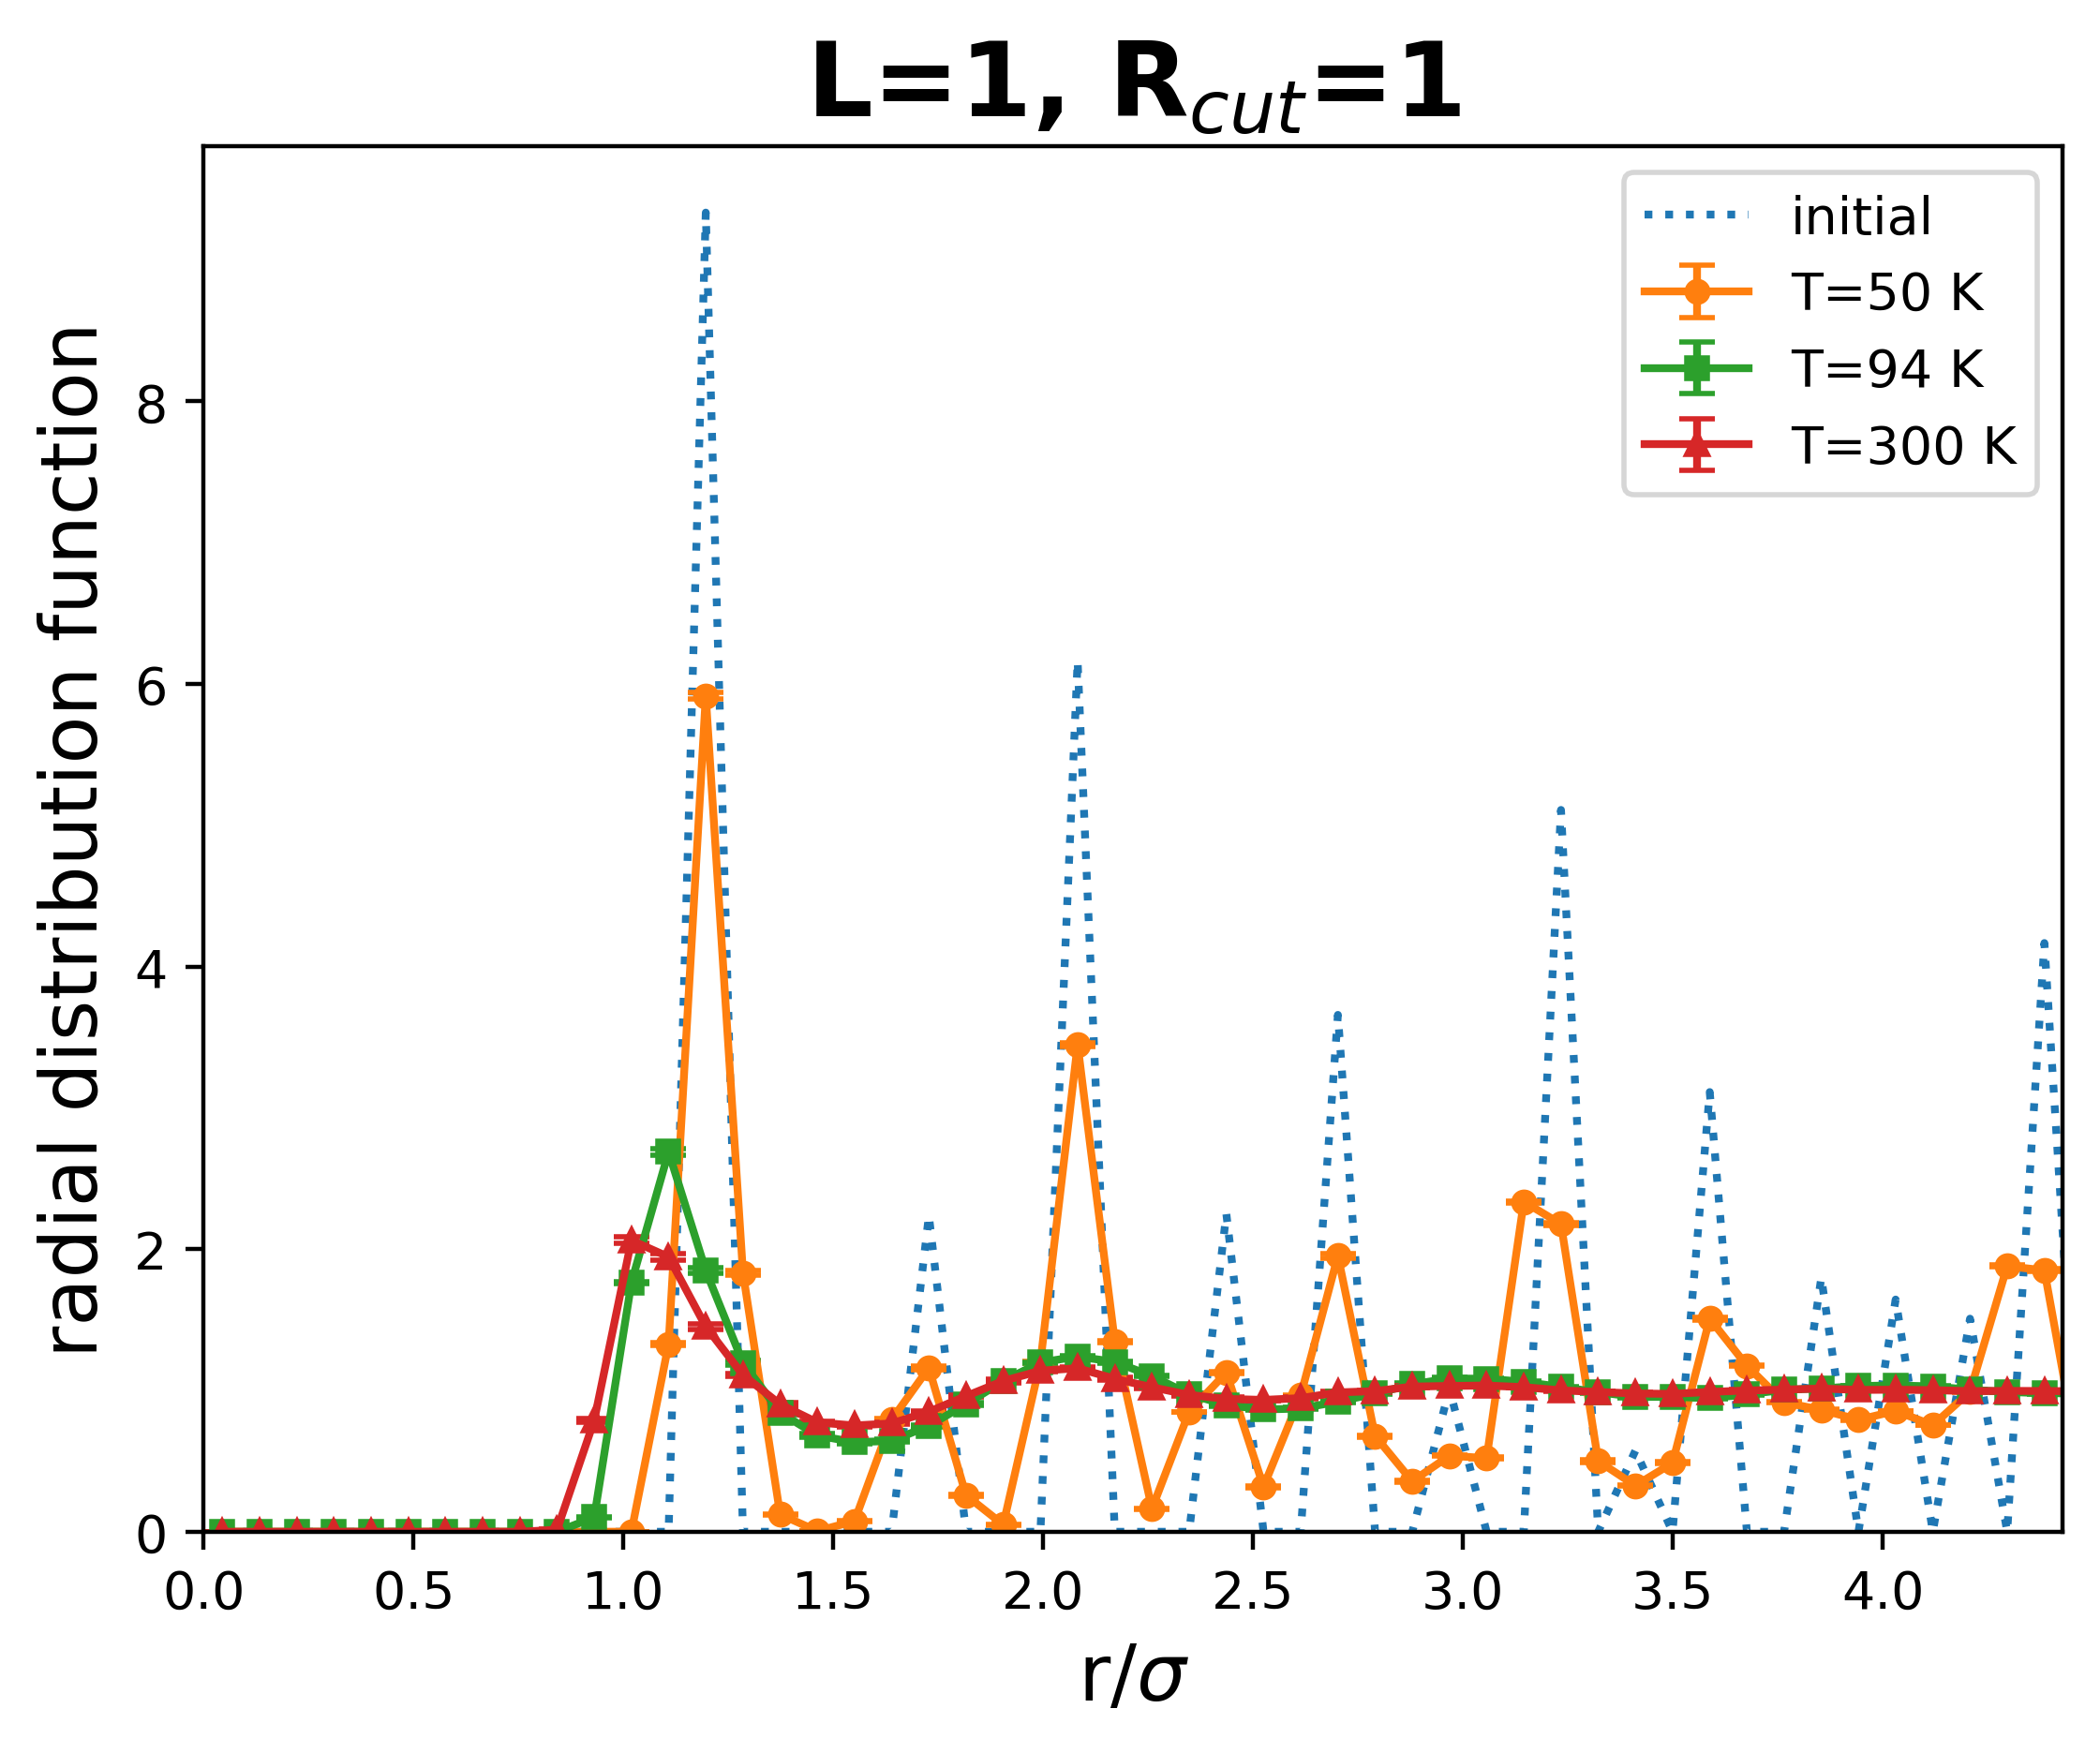 L=1, R_cut=1
initial
T=50 K
T=94 K
T=300 K
radial distribution function
8
6
4
2
0
0.0 0.5 1.0 1.5 2.0 2.5 3.0 3.5 4.0
r/σ